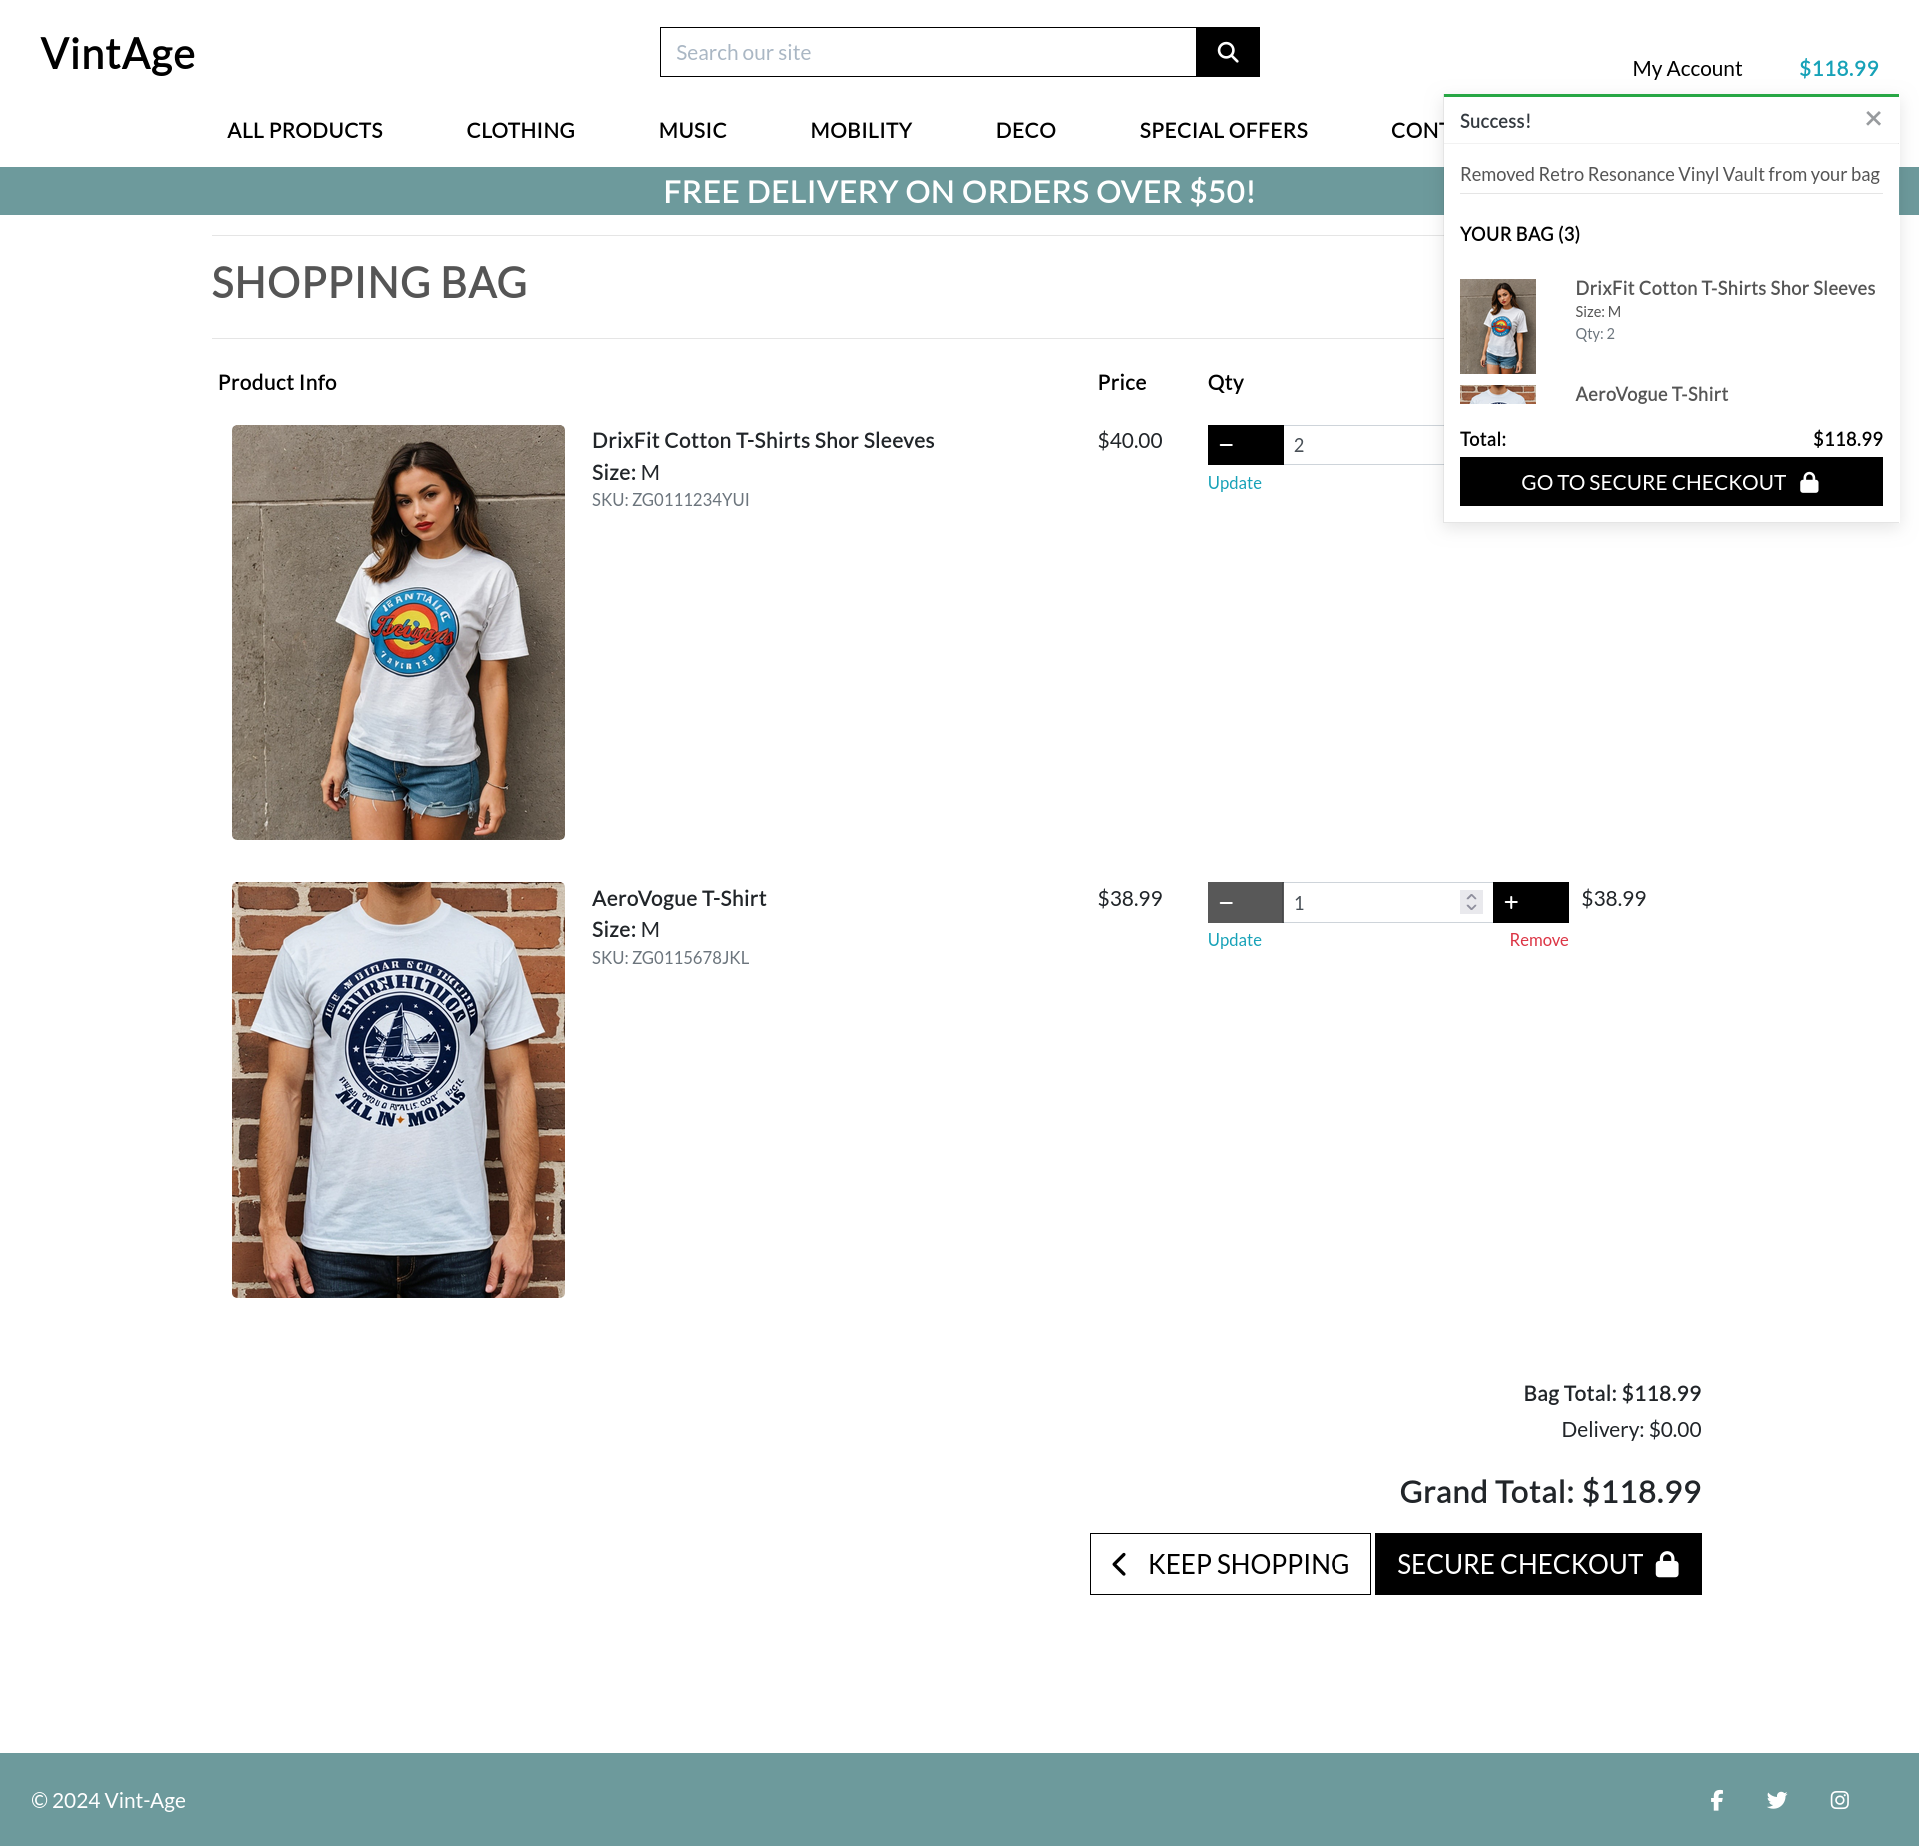 VintAge
Search our site
My Account
$118.99
ALL PRODUCTS
CLOTHING
MUSIC
MOBILITY
DECO
SPECIAL OFFERS
CONT
FREE DELIVERY ON ORDERS OVER $50!
Success!
Removed Retro Resonance Vinyl Vault from your bag
YOUR BAG (3)
DrixFit Cotton T-Shirts Shor Sleeves
Size: M
Qty: 2
AeroVogue T-Shirt
Total: $118.99
GO TO SECURE CHECKOUT
SHOPPING BAG
Product Info
Price
Qty
DrixFit Cotton T-Shirts Shor Sleeves
Size: M
SKU: ZG0111234YUI
$40.00
2
Update
AeroVogue T-Shirt
Size: M
SKU: ZG0115678JKL
$38.99
1
$38.99
Update
Remove
Bag Total: $118.99
Delivery: $0.00
Grand Total: $118.99
KEEP SHOPPING
SECURE CHECKOUT
© 2024 Vint-Age